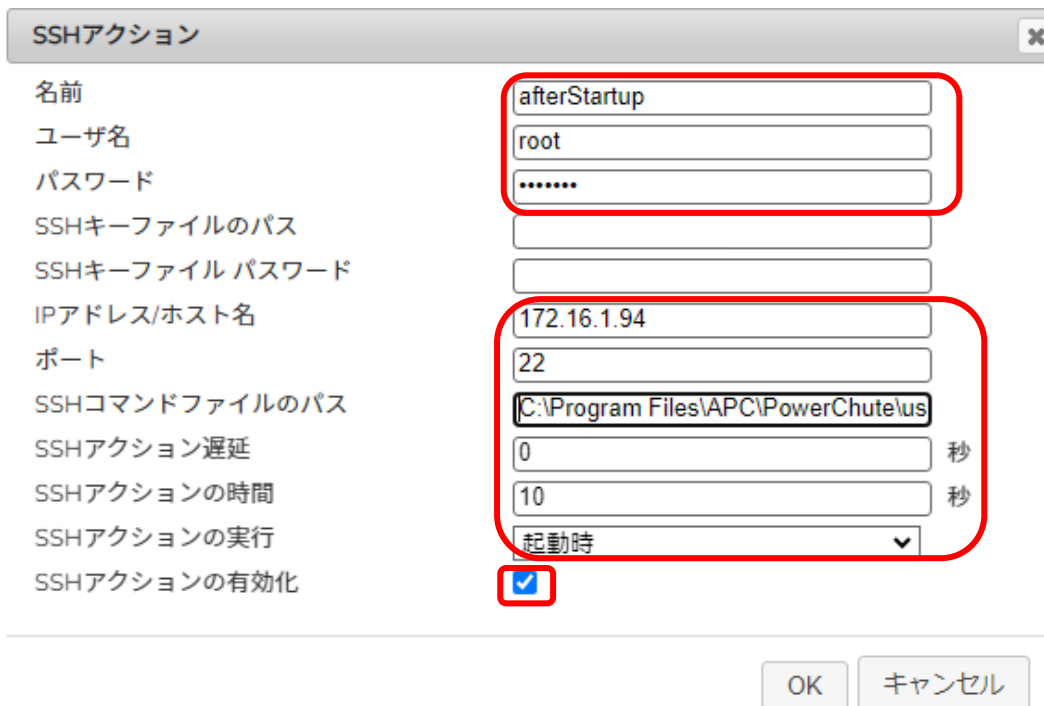 SSHアクション
名前 afterStartup
ユーザ名 root
パスワード •••••••
SSHキーファイルのパス
SSHキーファイル パスワード
IPアドレス/ホスト名 172.16.1.94
ポート 22
SSHコマンドファイルのパス C:\Program Files\APC\PowerChute\us
SSHアクション遅延 0 秒
SSHアクションの時間 10 秒
SSHアクションの実行 起動時
SSHアクションの有効化
OK キャンセル